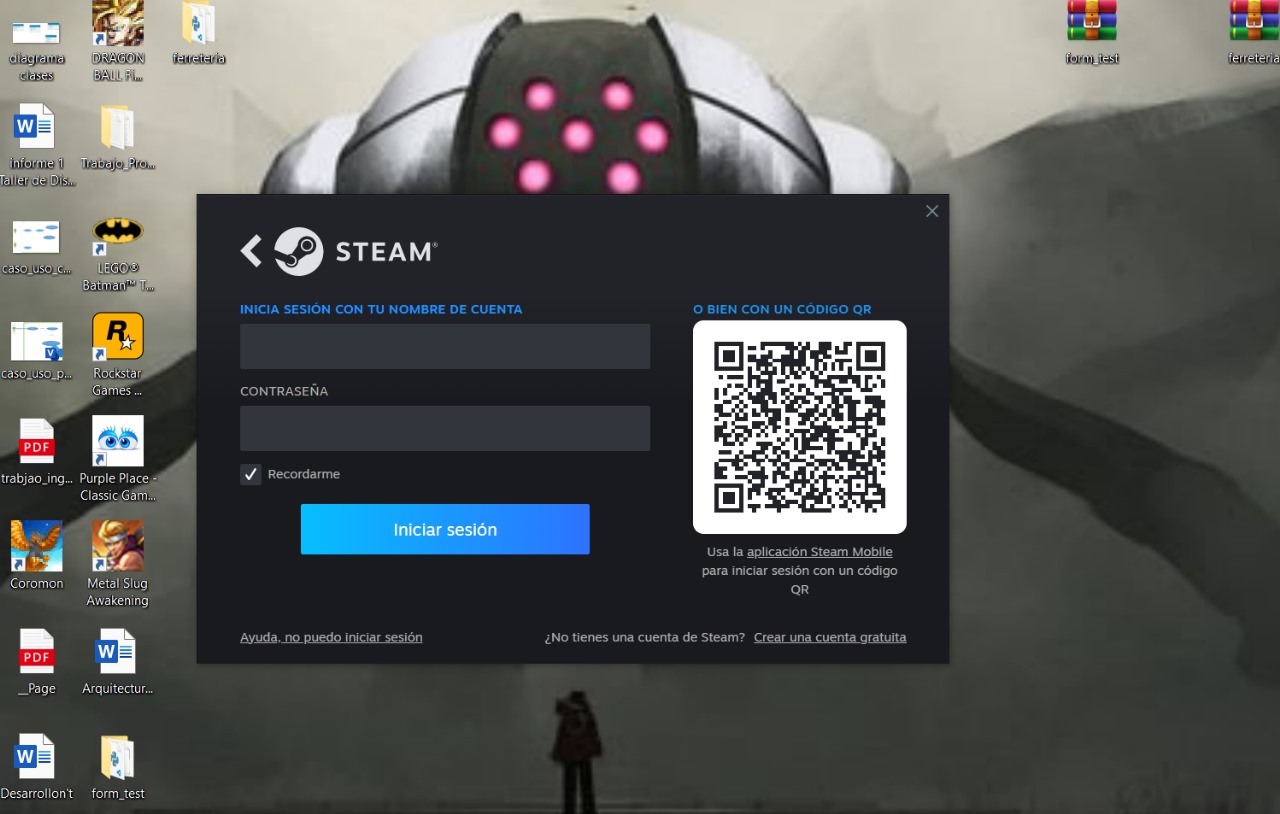 diagrama
clases
DRAGON
BALL Fi...
ferreteria
form_test
ferreteria
informe 1
Taller de Dis...
Trabajo_Pro...
caso_uso_c...
LEGO®
Batman™ T...
caso_uso_p...
Rockstar
Games ...
trabjao_ing...
Purple Place -
Classic Gam...
Coromon
Metal Slug
Awakening
__Page
Arquitectur...
Desarrollon't
form_test
PDF
PDF
W
W
W
R
STEAM®
INICIA SESIÓN CON TU NOMBRE DE CUENTA
CONTRASEÑA
Recordarme
Iniciar sesión
O BIEN CON UN CÓDIGO QR
Usa la aplicación Steam Mobile
para iniciar sesión con un código
QR
Ayuda, no puedo iniciar sesión
¿No tienes una cuenta de Steam? Crear una cuenta gratuita